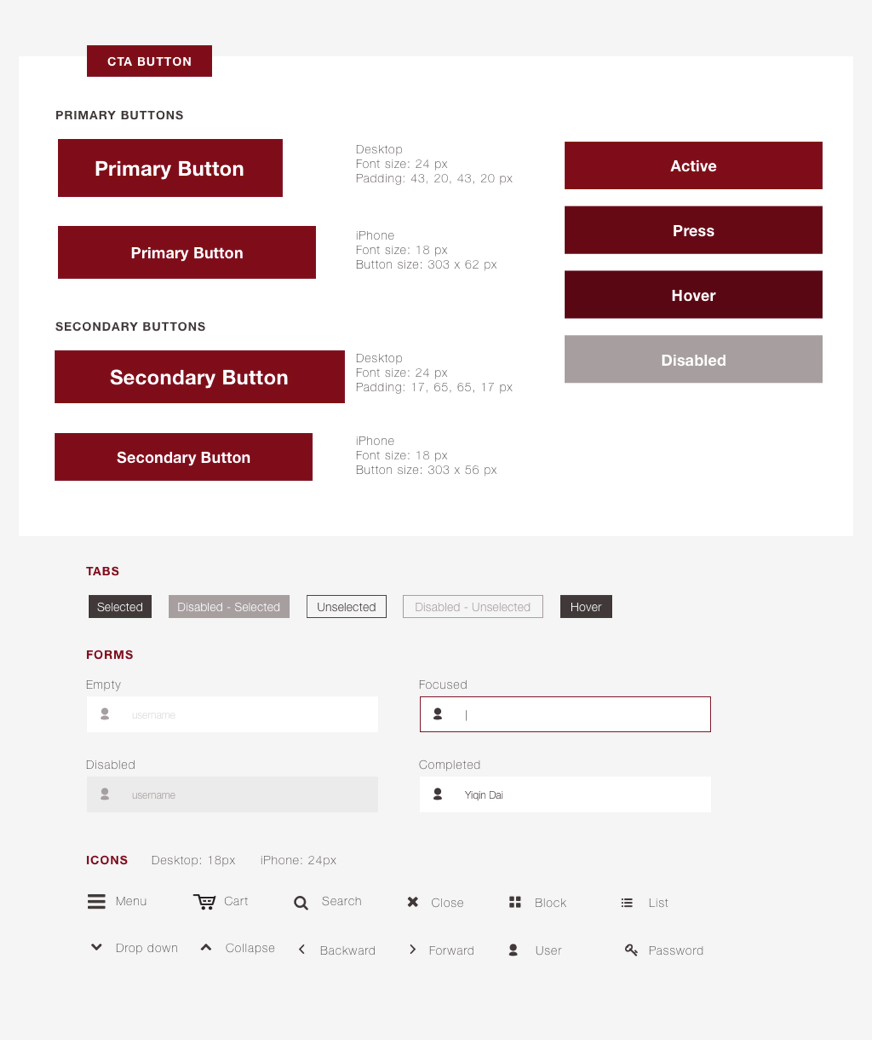 CTA BUTTON
PRIMARY BUTTONS
Primary Button
Desktop
Font size: 24 px
Padding: 43, 20, 43, 20 px
Primary Button
iPhone
Font size: 18 px
Button size: 303 x 62 px
Active
Press
Hover
Disabled
SECONDARY BUTTONS
Secondary Button
Desktop
Font size: 24 px
Padding: 17, 65, 65, 17 px
Secondary Button
iPhone
Font size: 18 px
Button size: 303 x 56 px
TABS
Selected
Disabled - Selected
Unselected
Disabled - Unselected
Hover
FORMS
Empty
username
Focused
Disabled
username
Completed
Yiqin Dai
ICONS Desktop: 18px iPhone: 24px
Menu
Cart
Search
Close
Block
List
Drop down
Collapse
Backward
Forward
User
Password